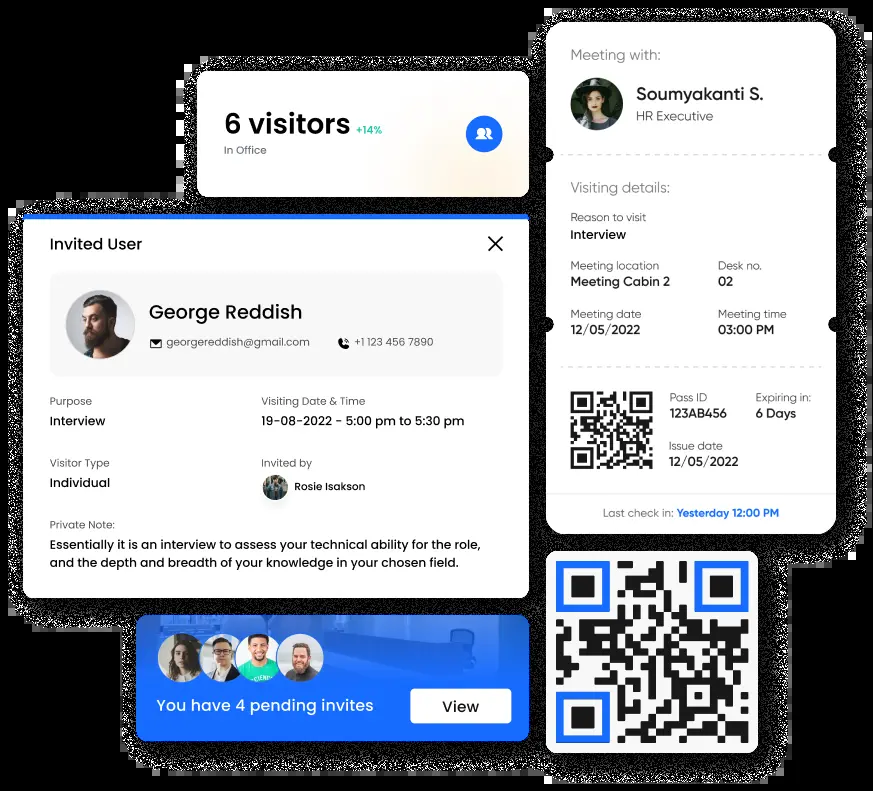 6 visitors +14%
In Office
Invited User
George Reddish
georgereddish@gmail.com +1 123 456 7890
Purpose
Interview
Visiting Date & Time
19-08-2022 - 5:00 pm to 5:30 pm
Visitor Type
Individual
Invited by
Rosie Isakson
Private Note:
Essentially it is an interview to assess your technical ability for the role,
and the depth and breadth of your knowledge in your chosen field.
You have 4 pending invites
View
Meeting with:
Soumyakanti S.
HR Executive
Visiting details:
Reason to visit
Interview
Meeting location
Meeting Cabin 2
Desk no.
02
Meeting date
12/05/2022
Meeting time
03:00 PM
Pass ID
123AB456
Expiring in:
6 Days
Issue date
12/05/2022
Last check in: Yesterday 12:00 PM